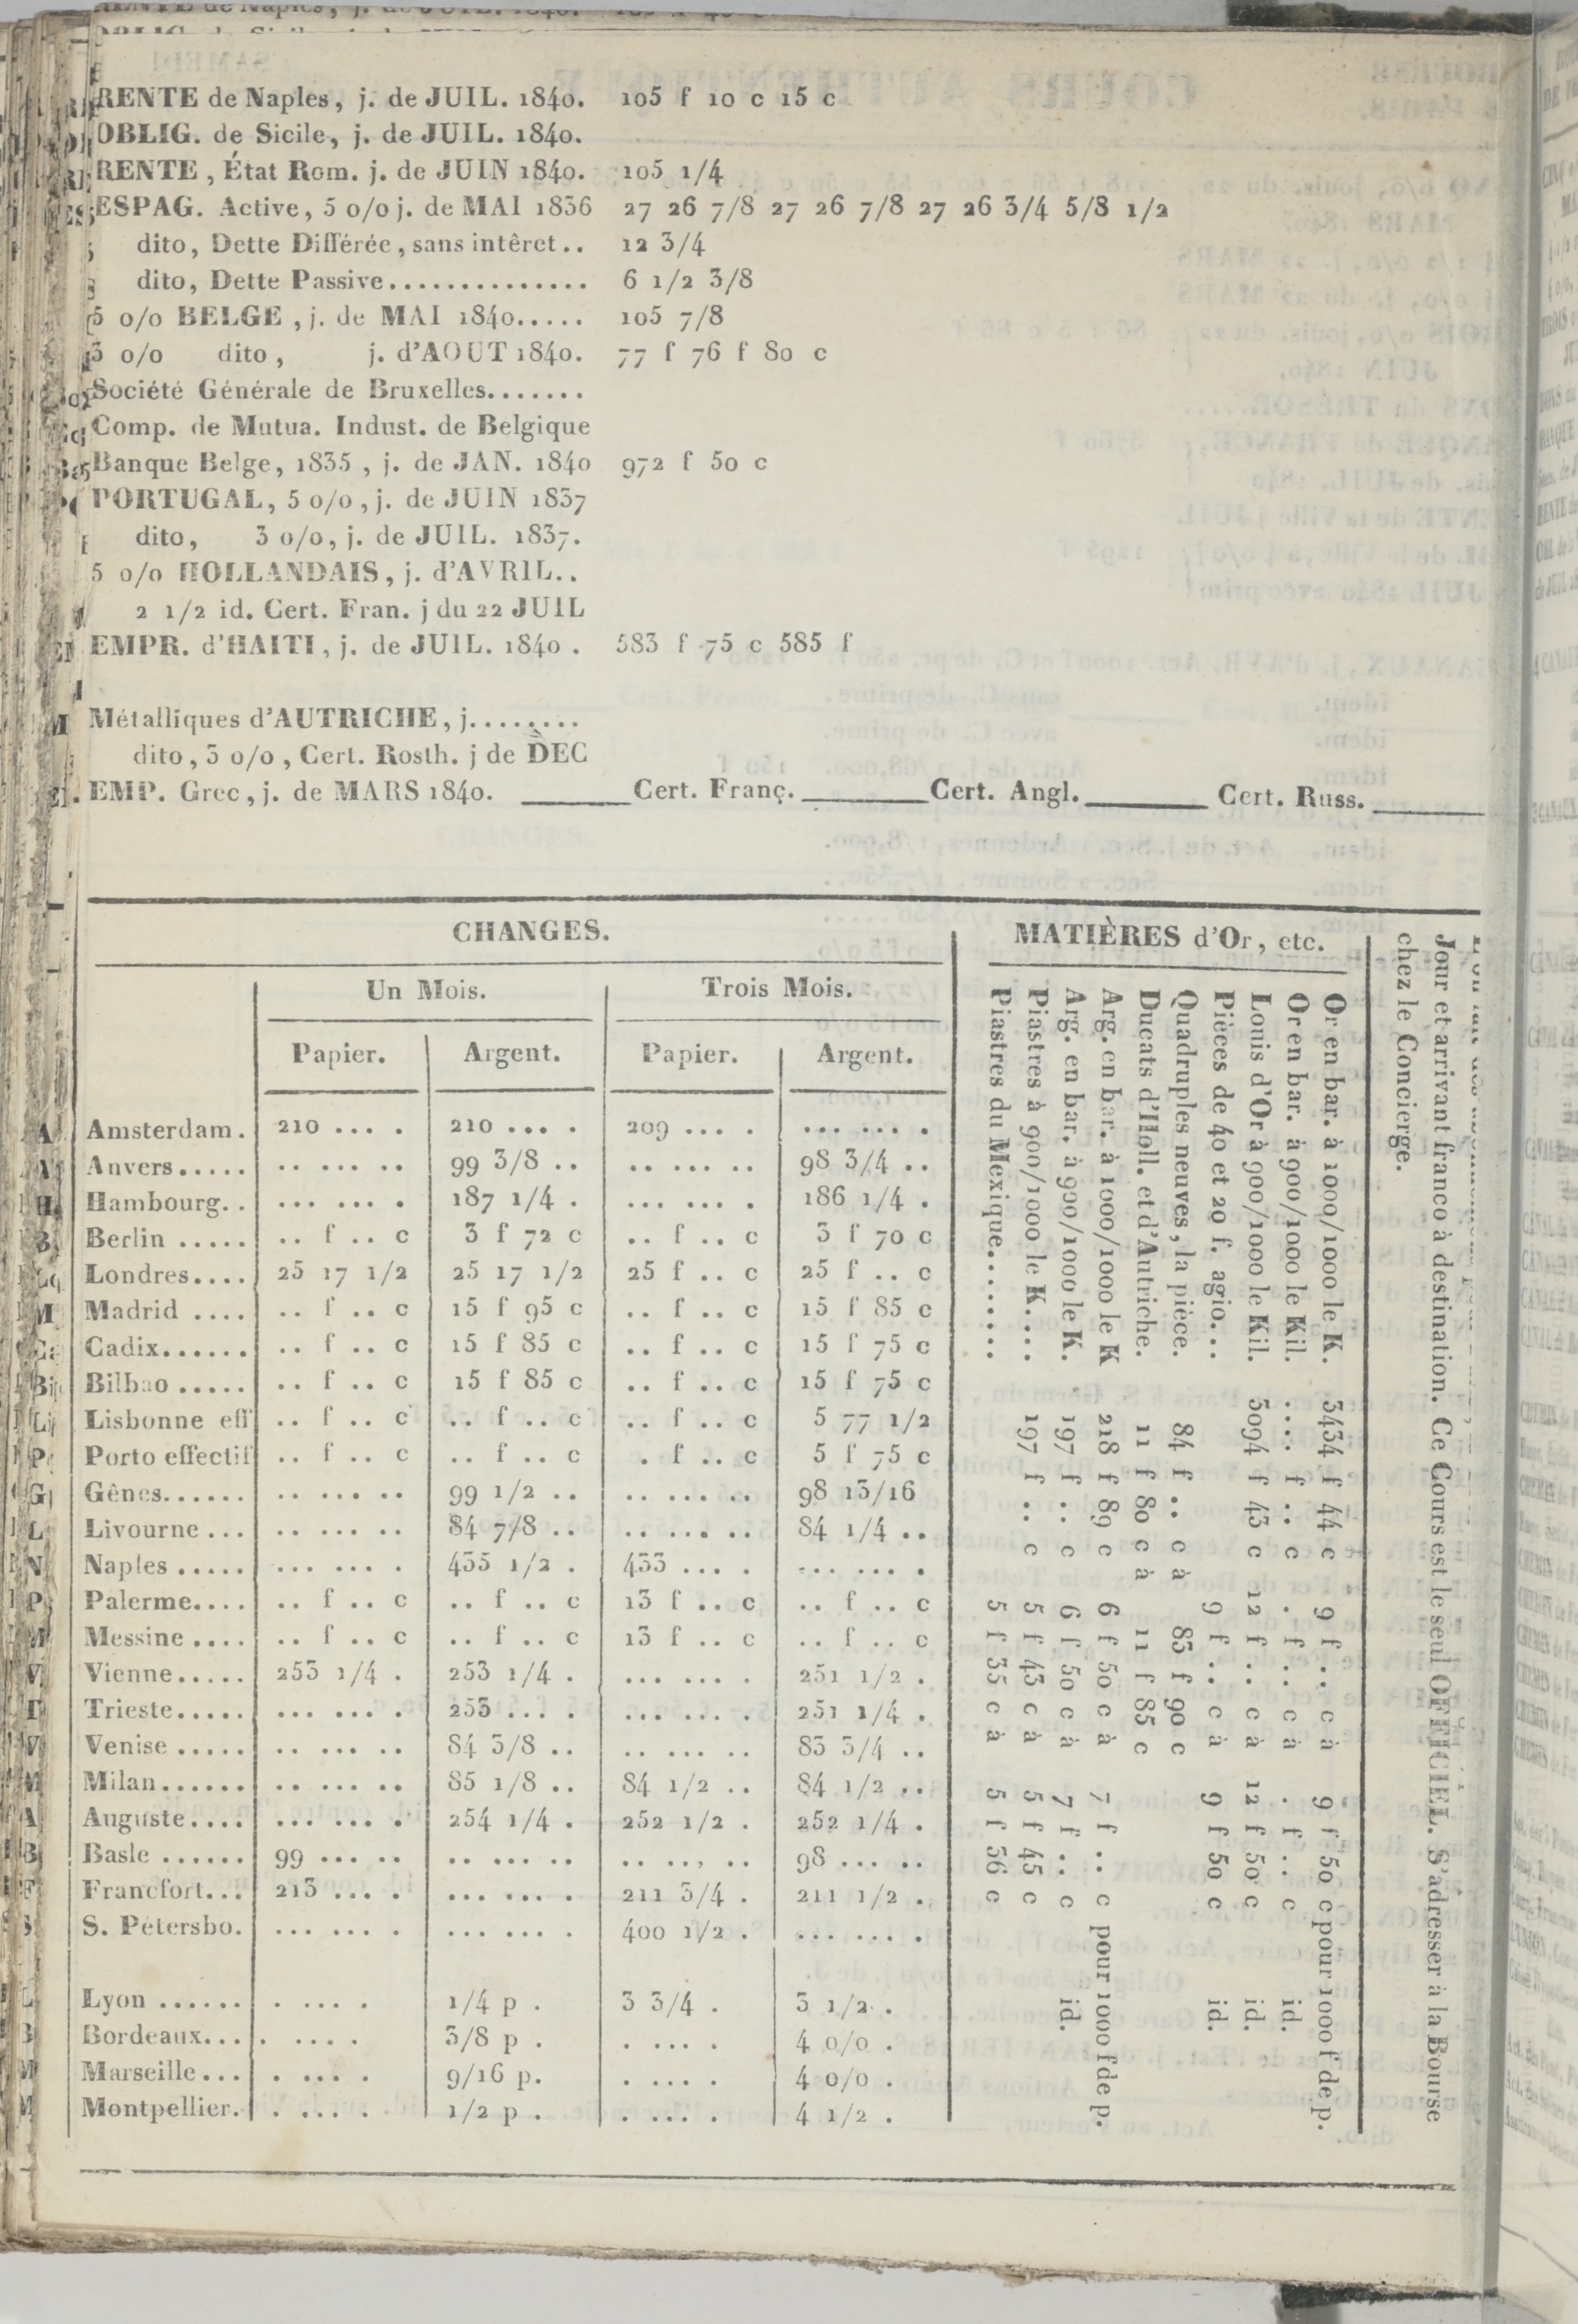 RENTE de Naples, j. de JUIL. 1840. 105 f 10 c 15 c
OBLIG. de Sicile, j. de JUIL. 1840.
RENTE, État Rom. j. de JUIN 1840. 105 1/4
ESPAG. Active, 5 o/o j. de MAI 1836 27 26 7/8 27 26 7/8 27 26 3/4 5/8 1/2
dito, Dette Différée, sans intêret..  12 3/4
dito, Dette Passive.............. 6 1/2 3/8
5 o/o BELGE, j. de MAI 1840..... 105 7/8
3 o/o dito, j. d'AOUT 1840. 77 f 76 f 80 c
Société Générale de Bruxelles.......
Comp. de Mutua. Indust. de Belgique
Banque Belge, 1835, j. de JAN. 1840 972 f 50 c
PORTUGAL, 5 o/o, j. de JUIN 1837
dito, 3 o/o, j. de JUIL. 1837.
5 o/o HOLLANDAIS, j. d'AVRIL..
2 1/2 id. Cert. Fran. j du 22 JUIL
EMPR. d'HAITI, j. de JUIL. 1840. 583 f 75 c 585 f
Métalliques d'AUTRICHE, j........
dito, 3 o/o, Cert. Rosth. j de DEC
EMP. Grec, j. de MARS 1840. ______ Cert. Franç. ______ Cert. Angl. ______ Cert. Russ. ______
CHANGES.
Un Mois. Trois Mois.
Papier. Argent. Papier. Argent.
Amsterdam. 210 ... . 210 ... . 209 ... . ... ... .
Anvers..... .. ... .. 99 3/8 .. .. ... .. 98 3/4 ..
Hambourg.. ... ... . 187 1/4 . ... ... . 186 1/4 .
Berlin ..... .. f .. c 3 f 72 c .. f .. c 3 f 70 c
Londres.... 25 17 1/2 25 17 1/2 25 f .. c 25 f .. c
Madrid .... .. f .. c 15 f 95 c .. f .. c 15 f 85 c
Cadix...... .. f .. c 15 f 85 c .. f .. c 15 f 75 c
Bilbao ..... .. f .. c 15 f 85 c .. f .. c 15 f 75 c
Lisbonne eff .. f .. c .. f .. c .. f .. c 5 77 1/2
Porto effectif .. f .. c .. f .. c . f .. c 5 f 75 c
Gênes...... .. ... .. 99 1/2 .. .. ... .. 98 13/16
Livourne ... .. ... .. 84 7/8 .. .. ... .. 84 1/4 ..
Naples ..... ... ... . 435 1/2 . 433 ... . ... ... .
Palerme.... .. f .. c .. f .. c 13 f .. c .. f .. c
Messine .... .. f .. c .. f .. c 13 f .. c .. f .. c
Vienne..... 253 1/4 . 253 1/4 . ... ... . 251 1/2 .
Trieste..... ... ... . 253 ... . ... ... . 251 1/4 .
Venise ..... .. ... .. 84 3/8 .. .. ... .. 83 3/4 ..
Milan...... .. ... .. 85 1/8 .. 84 1/2 .. 84 1/2 ..
Auguste.... ... ... . 254 1/4 . 252 1/2 . 252 1/4 .
Basle ...... 99 ... .. .. ... .. .. ... .. 98 ... ..
Francfort... 213 ... . ... ... . 211 3/4 . 211 1/2 .
S. Pétersbo. ... ... . ... ... . 400 1/2 . ... ... .
Lyon ...... . ... . 1/4 p . 3 3/4 . 3 1/2 .
Bordeaux... . ... . 3/8 p . . ... . 4 o/o .
Marseille ... . ... . 9/16 p. . ... . 4 o/o .
Montpellier. . ... . 1/2 p . . ... . 4 1/2 .
MATIÈRES d'Or, etc.
Or en bar. à 1000/1000 le K. 3434 f 44 c 9 f .. c à 9 f 50 c pour 1000 f de p.
Or en bar. à 900/1000 le Kil. .... f .. c . f .. c à . f .. c id.
Louis d'Or à 900/1000 le Kil. 3094 f 43 c 12 f .. c à 12 f 50 c id.
Pièces de 40 et 20 f. agio... 9 f .. c à 9 f 50 c id.
Quadruples neuves, la pièce. 84 f .. c à 83 f 90 c
Ducats d'Holl. et d'Autriche. 11 f 80 c à 11 f 85 c
Arg. en bar. à 1000/1000 le K 218 f 89 c 6 f 50 c à 7 f .. c pour 1000 f de p.
Arg. en bar. à 900/1000 le K. 197 f .. c 6 f 50 c à 7 f .. c id.
Piastres à 900/1000 le K.... 197 f .. c 5 f 43 c à 5 f 45 c
Piastres du Mexique........ 5 f 35 c à 5 f 36 c
Jour et arrivant franco à destination. Ce Cours est le seul OFFICIEL. S'adresser à la Bourse
chez le Concierge.